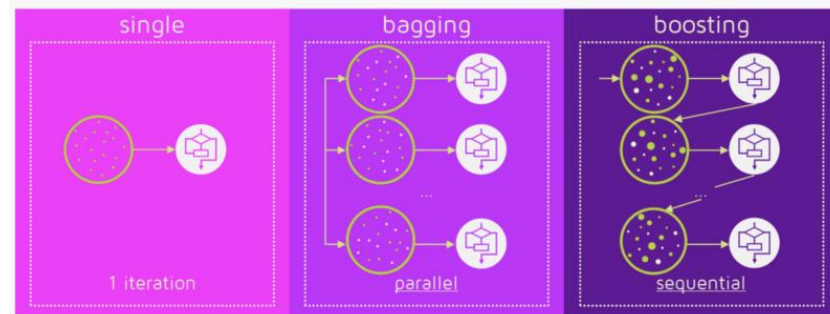 single
bagging
boosting
...
...
1 iteration
parallel
sequential